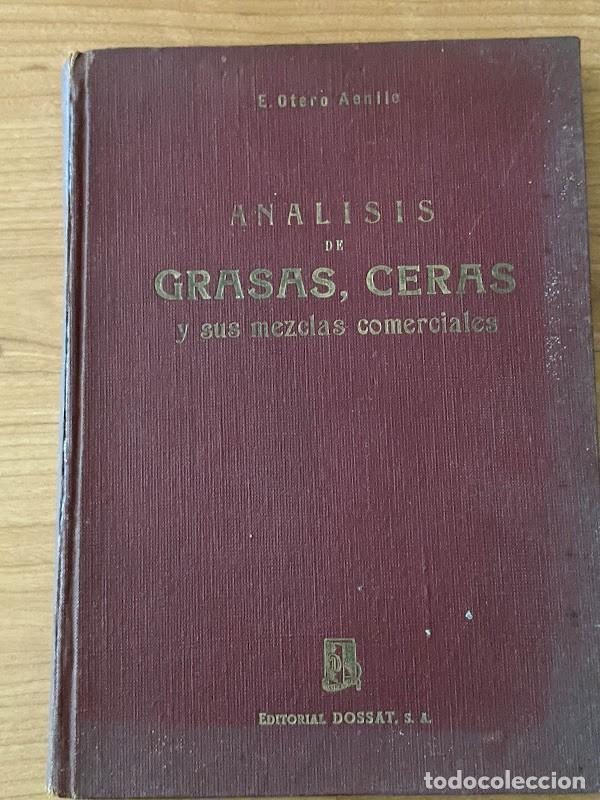 E. Otero Aenlle
ANALISIS
DE
GRASAS, CERAS
y sus mezclas comerciales
EDITORIAL DOSSAT, S. A.
todocoleccion